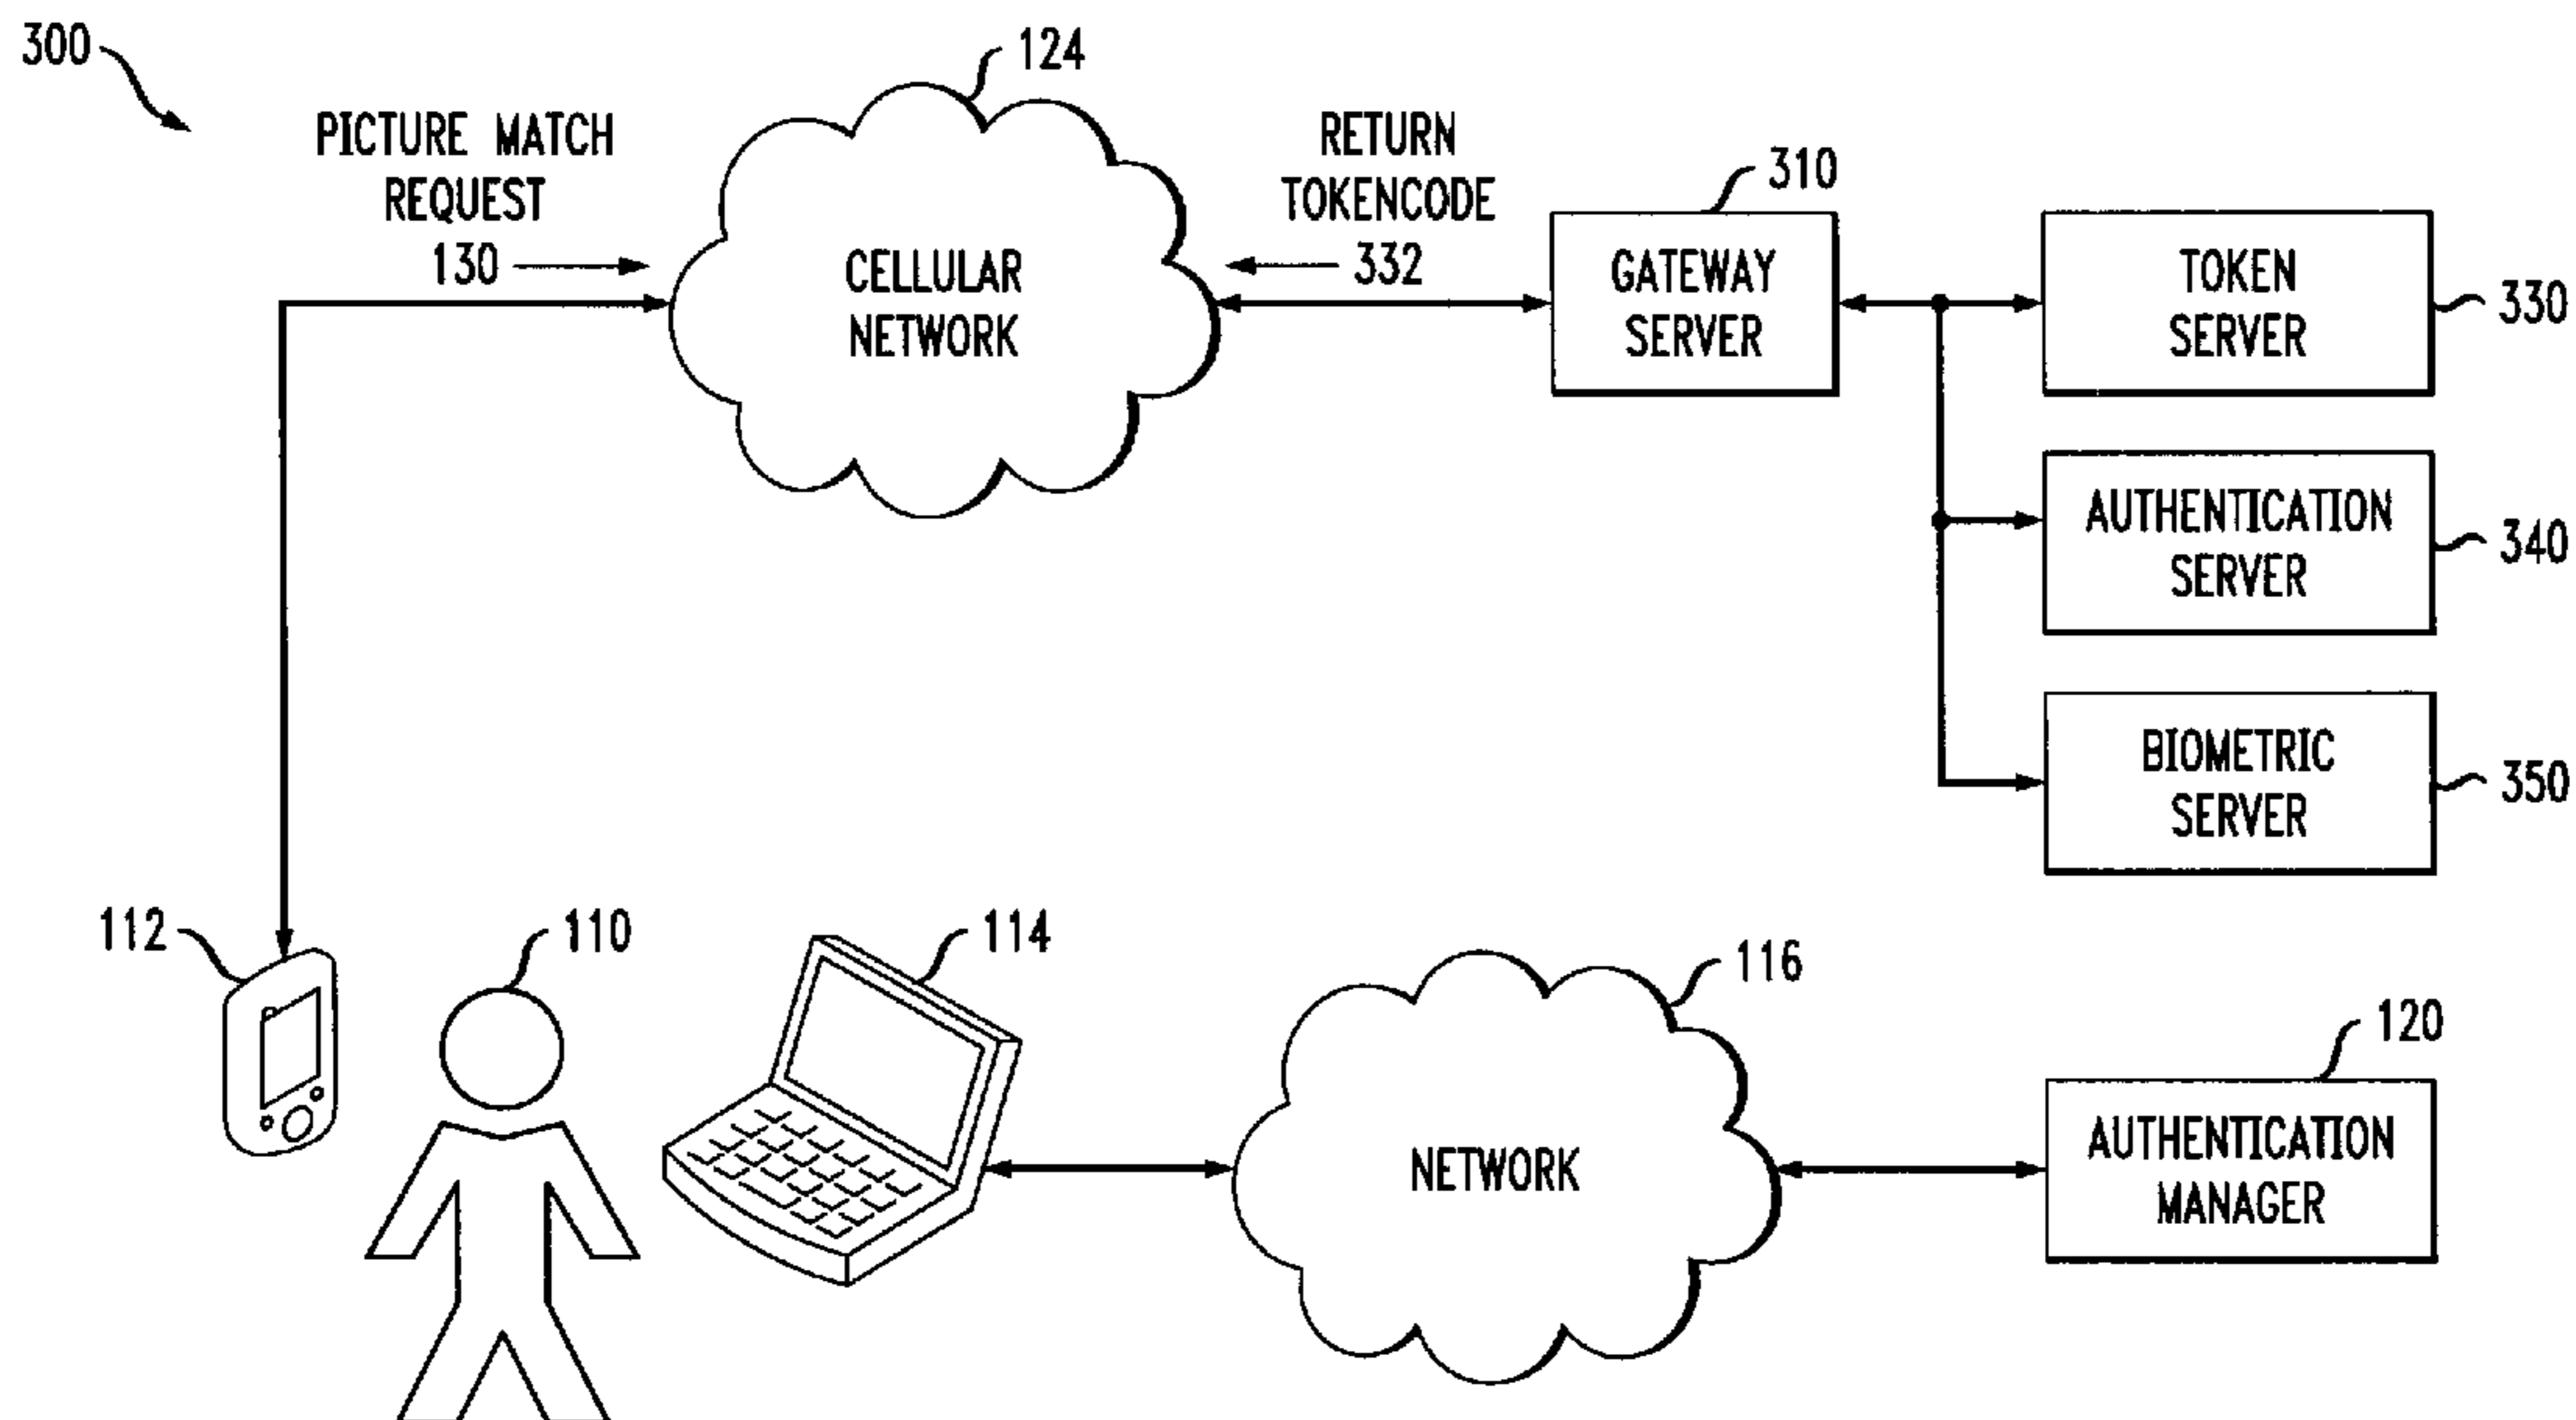 300
124
PICTURE MATCH
REQUEST
130
RETURN
TOKENCODE
332
310
CELLULAR
NETWORK
GATEWAY
SERVER
TOKEN
SERVER
330
AUTHENTICATION
SERVER
340
BIOMETRIC
SERVER
350
112
110
114
116
120
NETWORK
AUTHENTICATION
MANAGER